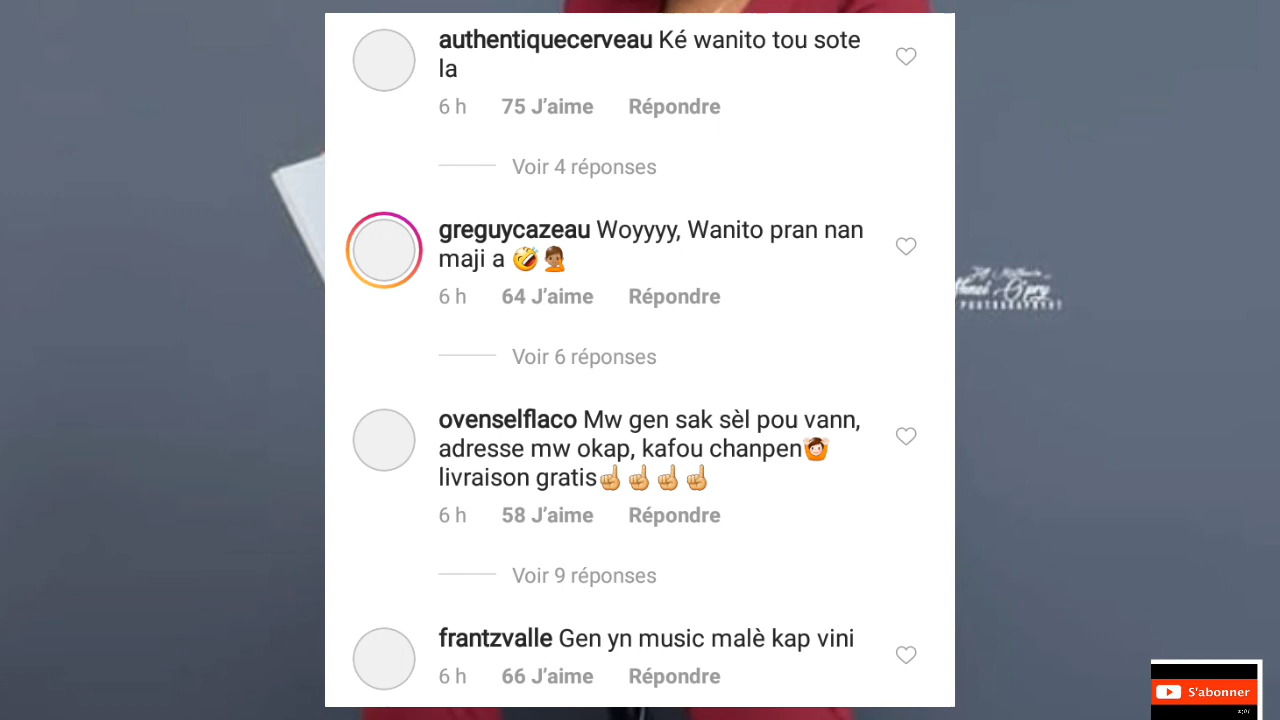 authentiquecerveau Ké wanito tou sote
la
6 h 75 J’aime Répondre
Voir 4 réponses
greguycazeau Woyyyy, Wanito pran nan
maji a 🤣🤦🏽
6 h 64 J’aime Répondre
Voir 6 réponses
ovenselflaco Mw gen sak sèl pou vann,
adresse mw okap, kafou chanpen🙆🏻
livraison gratis☝🏼☝🏼☝🏼☝🏼
6 h 58 J’aime Répondre
Voir 9 réponses
frantzvalle Gen yn music malè kap vini
6 h 66 J’aime Répondre
PHOTOGRAPHY
S'abonner